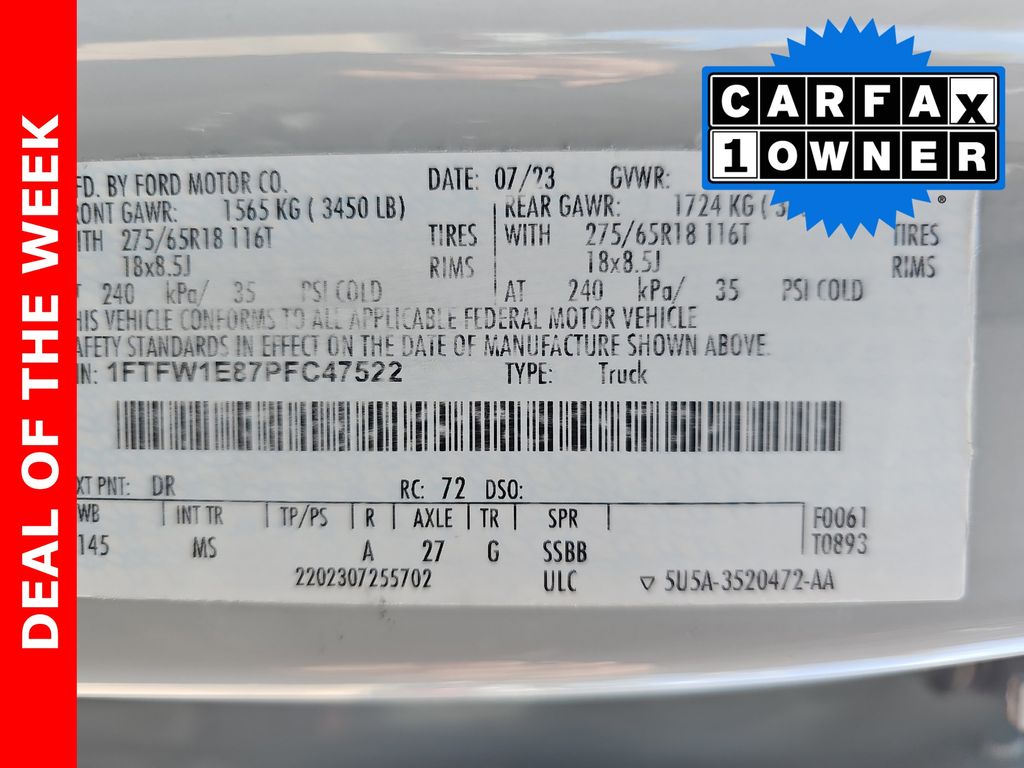 DEAL OF THE WEEK
CARFAX
1 OWNER
®
FD. BY FORD MOTOR CO. DATE: 07/23 GVWR:
RONT GAWR: 1565 KG ( 3450 LB) REAR GAWR: 1724 KG (
ITH 275/65R18 116T TIRES WITH 275/65R18 116T TIRES
18x8.5J RIMS 18x8.5J RIMS
T 240 kPa/ 35 PSI COLD AT 240 kPa/ 35 PSI COLD
HIS VEHICLE CONFORMS TO ALL APPLICABLE FEDERAL MOTOR VEHICLE
AFETY STANDARDS IN EFFECT ON THE DATE OF MANUFACTURE SHOWN ABOVE.
IN: 1FTFW1E87PFC47522 TYPE: Truck
XT PNT: DR RC: 72 DSO:
WB INT TR TP/PS R AXLE TR SPR F0061
145 MS A 27 G SSBB T0893
2202307255702 ULC ▽ 5U5A-3520472-AA